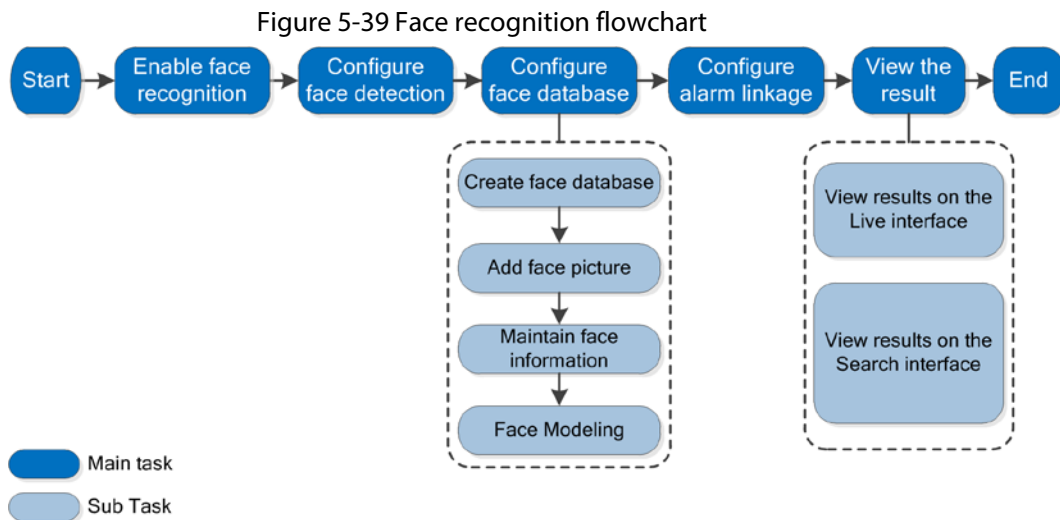 Figure 5-39 Face recognition flowchart
Start
Enable face
recognition
Configure
face detection
Configure
face database
Configure
alarm linkage
View the
result
End
Create face database
Add face picture
Maintain face
information
Face Modeling
View results on the
Live interface
View results on the
Search interface
Main task
Sub Task